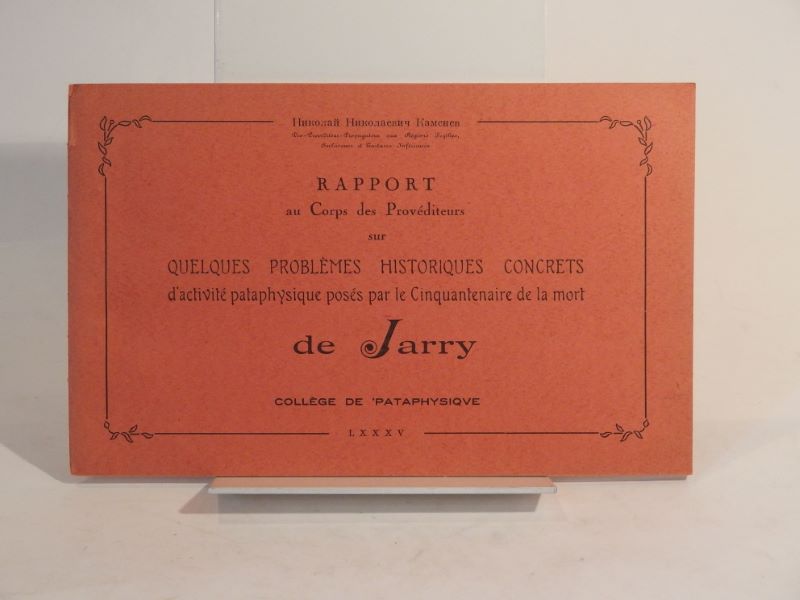 Николай Николаевич Каменев
RAPPORT
au Corps des Provéditeurs
sur
QUELQUES PROBLÈMES HISTORIQUES CONCRETS
d'activité pataphysique posés par le Cinquantenaire de la mort
de Jarry
COLLÈGE DE 'PATAPHYSIQVE
LXXXV